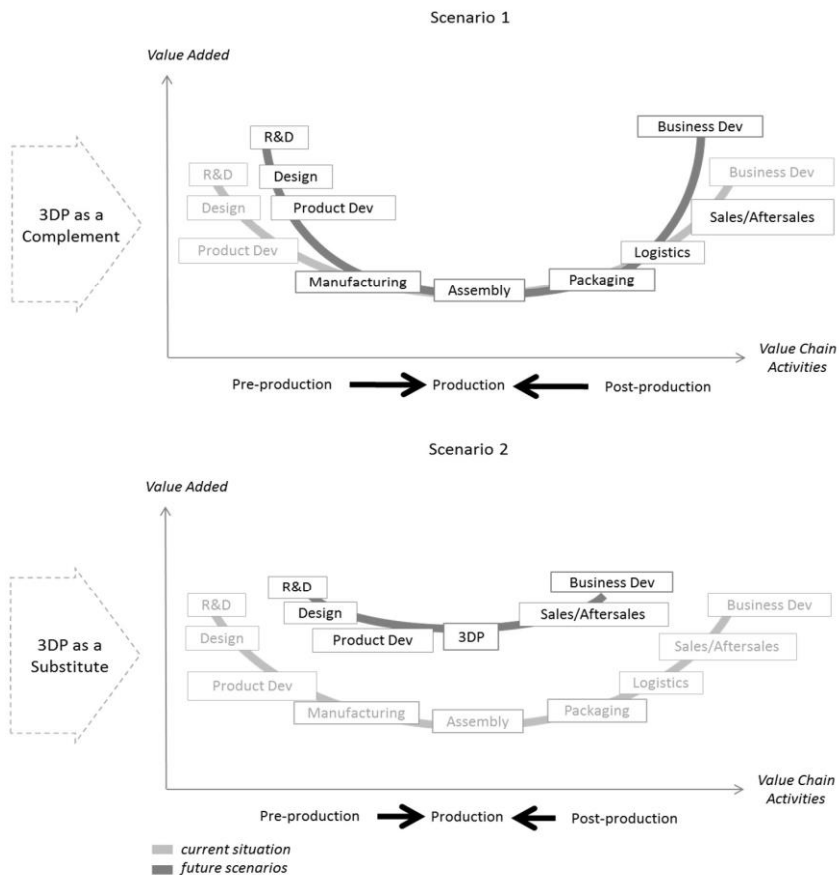 Scenario 1
Value Added
R&D
Business Dev
R&D
Design
Business Dev
3DP as a
Complement
Design
Product Dev
Sales/Aftersales
Product Dev
Logistics
Manufacturing
Assembly
Packaging
Value Chain
Activities
Pre-production
Production
Post-production
Scenario 2
Value Added
R&D
Business Dev
R&D
Business Dev
Design
Sales/Aftersales
3DP as a
Substitute
Design
Product Dev
3DP
Sales/Aftersales
Product Dev
Logistics
Manufacturing
Assembly
Packaging
Value Chain
Activities
Pre-production
Production
Post-production
current situation
future scenarios